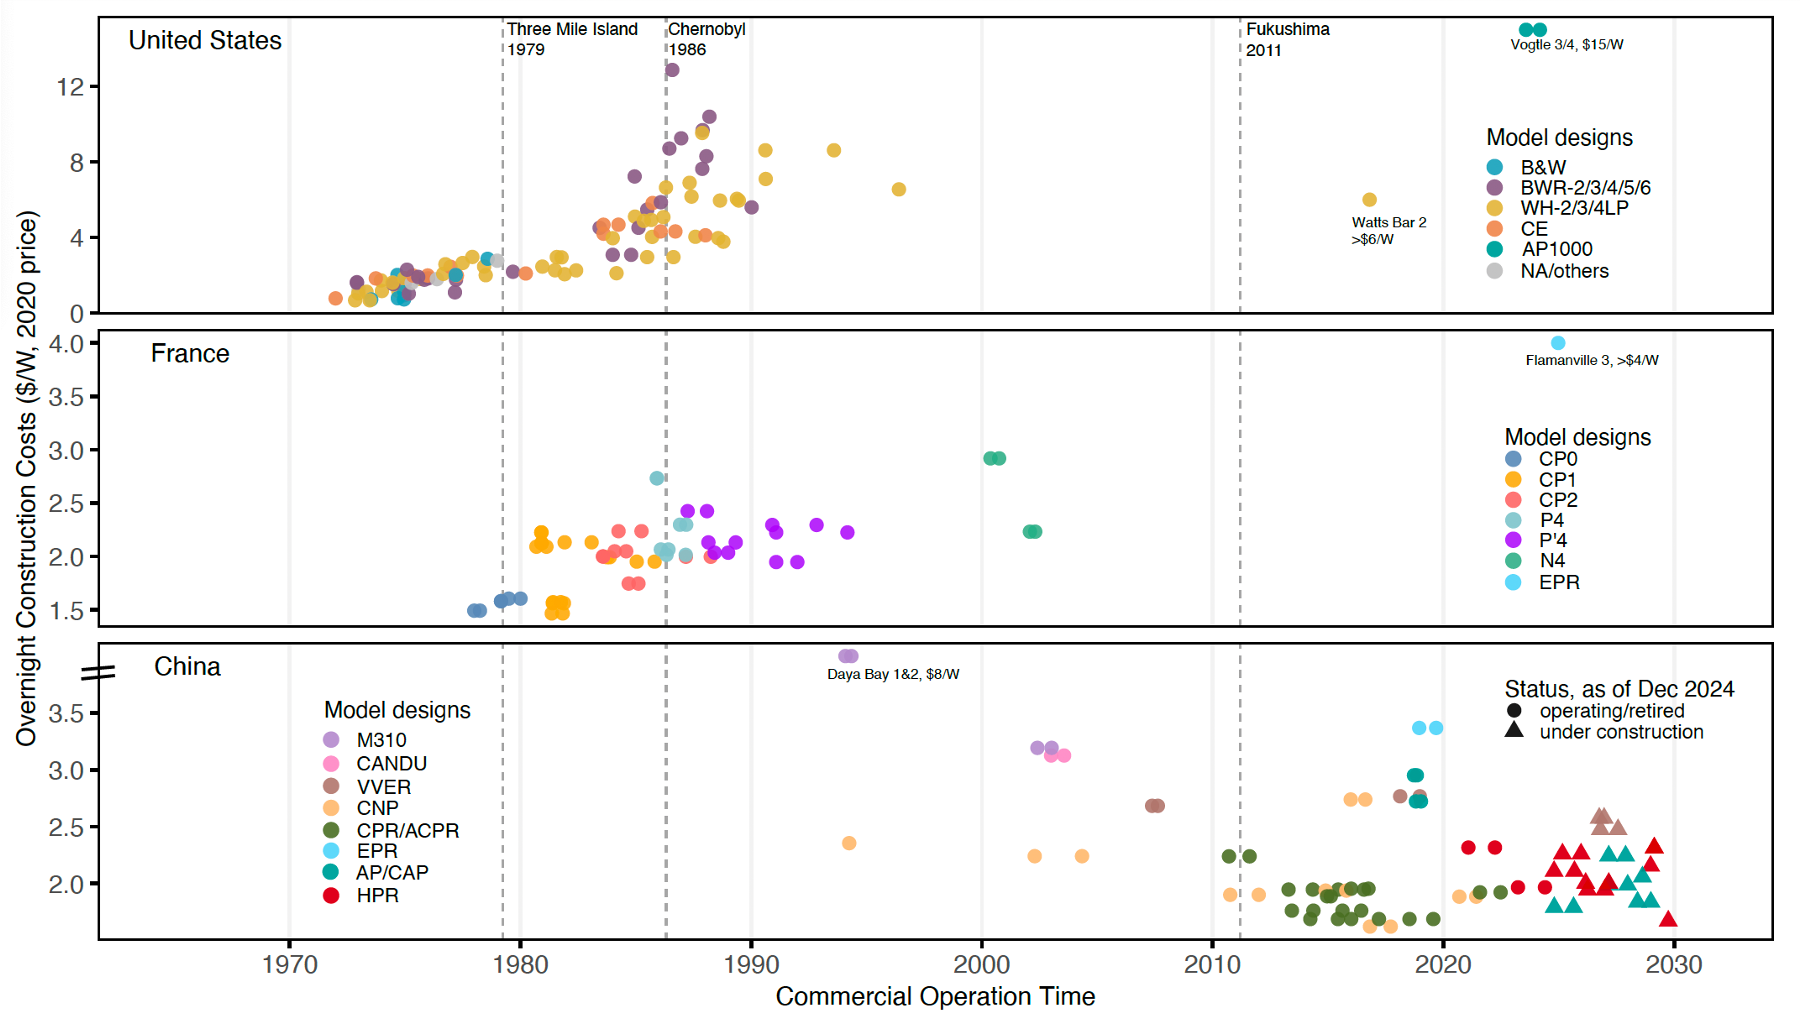 Overnight Construction Costs ($/W, 2020 price)
United States
Three Mile Island
1979
Chernobyl
1986
Fukushima
2011
Vogtle 3/4, $15/W
12
8
4
0
Watts Bar 2
>$6/W
Model designs
B&W
BWR-2/3/4/5/6
WH-2/3/4LP
CE
AP1000
NA/others
France
4.0
3.5
3.0
2.5
2.0
1.5
Flamanville 3, >$4/W
Model designs
CP0
CP1
CP2
P4
P'4
N4
EPR
China
3.5
3.0
2.5
2.0
Daya Bay 1&2, $8/W
Model designs
M310
CANDU
VVER
CNP
CPR/ACPR
EPR
AP/CAP
HPR
Status, as of Dec 2024
operating/retired
under construction
1970 1980 1990 2000 2010 2020 2030
Commercial Operation Time